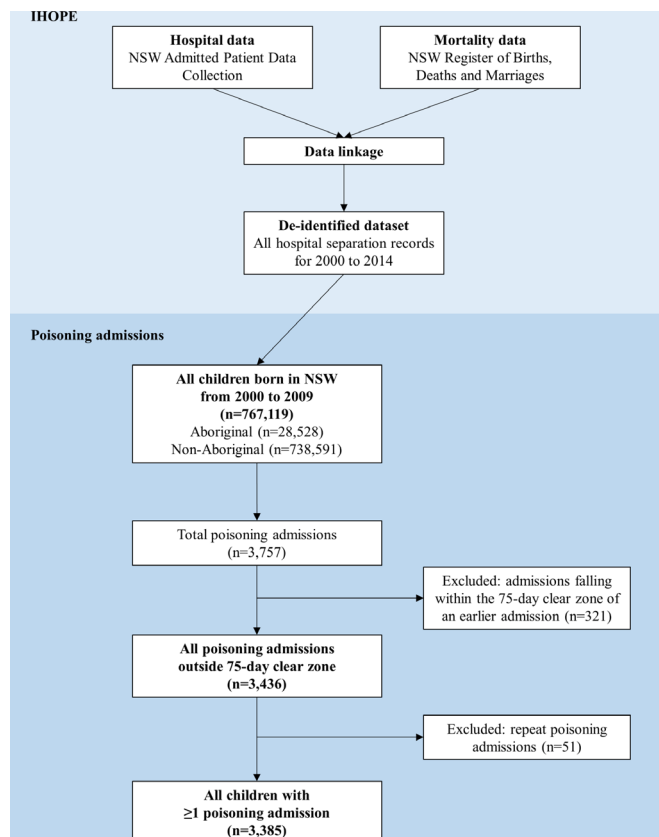 IHOPE
Hospital data
NSW Admitted Patient Data
Collection
Mortality data
NSW Register of Births,
Deaths and Marriages
Data linkage
De-identified dataset
All hospital separation records
for 2000 to 2014
Poisoning admissions
All children born in NSW
from 2000 to 2009
(n=767,119)
Aboriginal (n=28,528)
Non-Aboriginal (n=738,591)
Total poisoning admissions
(n=3,757)
Excluded: admissions falling
within the 75-day clear zone of
an earlier admission (n=321)
All poisoning admissions
outside 75-day clear zone
(n=3,436)
Excluded: repeat poisoning
admissions (n=51)
All children with
≥1 poisoning admission
(n=3,385)